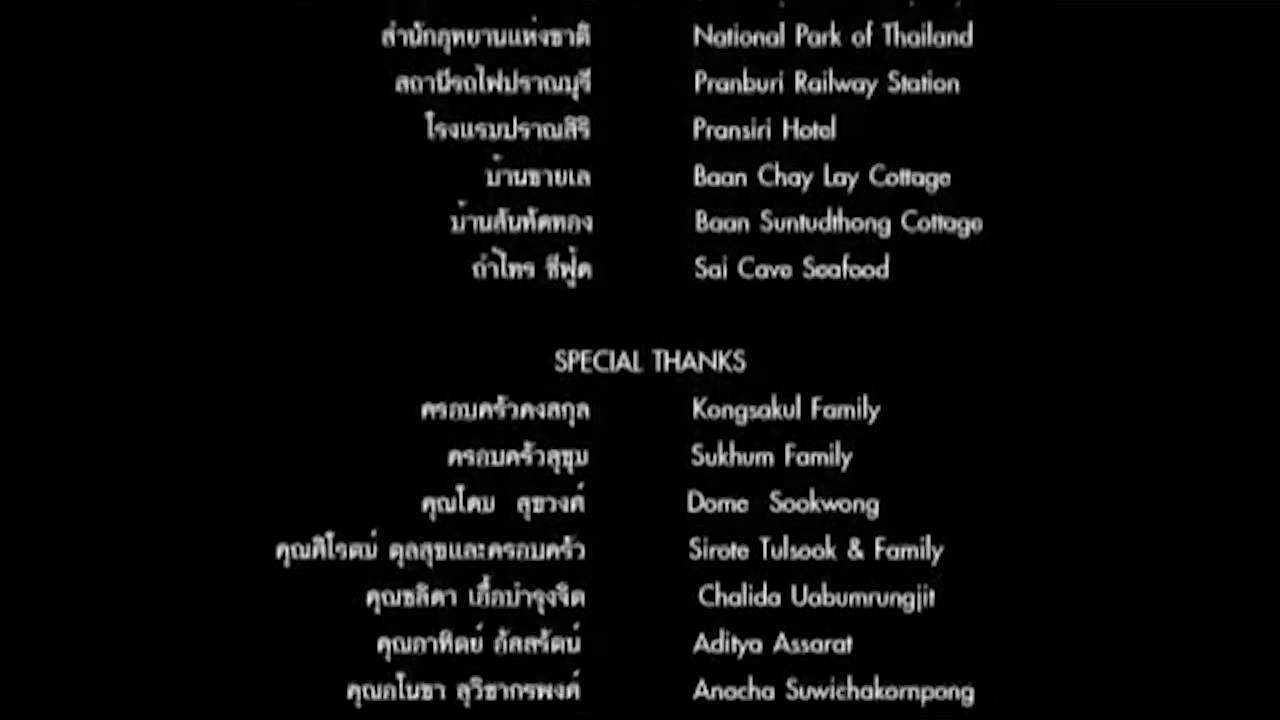 สำนักอุทยานแห่งชาติ National Park of Thailand
สถานีรถไฟปราณบุรี Pranburi Railway Station
โรงแรมปราณสิริ Pransiri Hotel
บ้านชายเล Baan Chay Lay Cottage
บ้านสันทัดทอง Baan Suntudthong Cottage
ถ้ำไทร ซีฟู้ด Sai Cave Seafood
SPECIAL THANKS
ครอบครัวคงสกุล Kongsakul Family
ครอบครัวสุขุม Sukhum Family
คุณโดม สุขวงศ์ Dome Sookwong
คุณศิโรตม์ ตุลสุขและครอบครัว Sirote Tulsook & Family
คุณชลิดา เอื้อบำรุงจิต Chalida Uabumrungjit
คุณอาทิตย์ อัสสรัตน์ Aditya Assarat
คุณอโนชา สุวิชากรพงศ์ Anocha Suwichakornpong